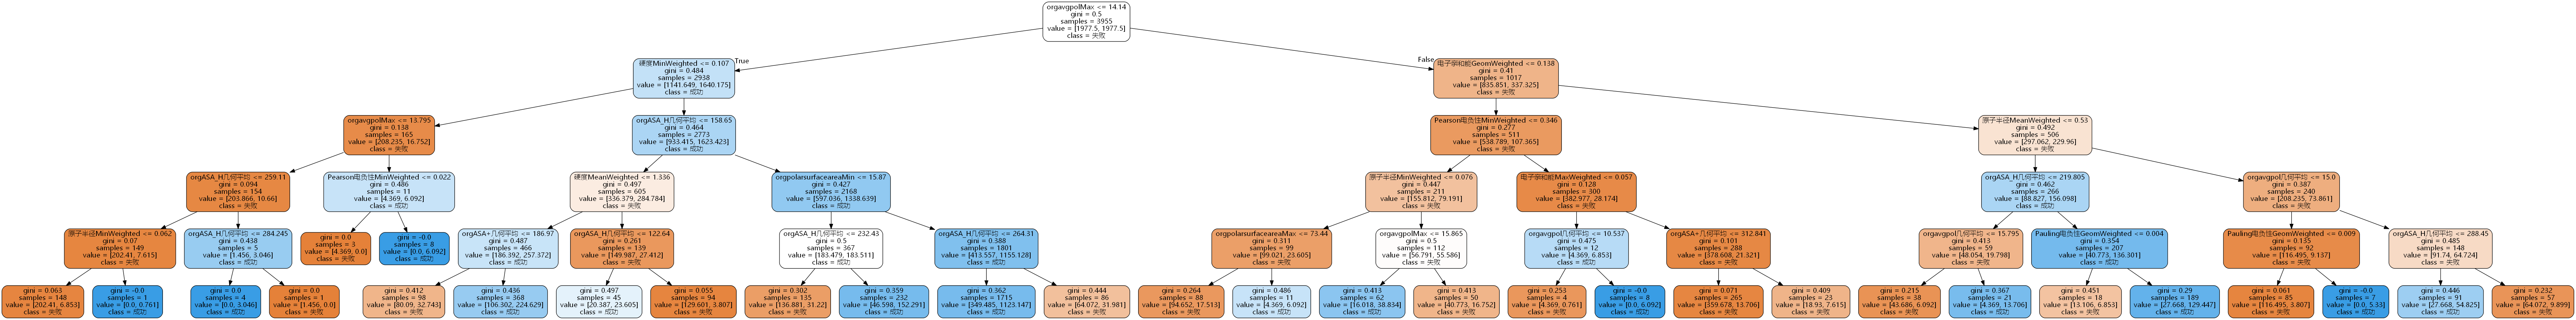 orgavgpolMax <= 14.14
gini = 0.5
samples = 3955
value = [1977.5, 1977.5]
class = 失败
True
False
硬度MinWeighted <= 0.107
gini = 0.484
samples = 2938
value = [1141.649, 1640.175]
class = 成功
电子亲和能GeomWeighted <= 0.138
gini = 0.41
samples = 1017
value = [835.851, 337.325]
class = 失败
orgavgpolMax <= 13.795
gini = 0.138
samples = 165
value = [208.235, 16.752]
class = 失败
orgASA_H几何平均 <= 158.65
gini = 0.464
samples = 2773
value = [933.415, 1623.423]
class = 成功
Pearson电负性MinWeighted <= 0.346
gini = 0.277
samples = 511
value = [538.789, 107.365]
class = 失败
原子半径MeanWeighted <= 0.53
gini = 0.492
samples = 506
value = [297.062, 229.96]
class = 失败
orgASA_H几何平均 <= 259.11
gini = 0.094
samples = 154
value = [203.866, 10.66]
class = 失败
Pearson电负性MinWeighted <= 0.022
gini = 0.486
samples = 11
value = [4.369, 6.092]
class = 成功
硬度MeanWeighted <= 1.336
gini = 0.497
samples = 605
value = [336.379, 284.784]
class = 失败
orgpolarsurfaceareaMin <= 15.87
gini = 0.427
samples = 2168
value = [597.036, 1338.639]
class = 成功
原子半径MinWeighted <= 0.076
gini = 0.447
samples = 211
value = [155.812, 79.191]
class = 失败
电子亲和能MaxWeighted <= 0.057
gini = 0.128
samples = 300
value = [382.977, 28.174]
class = 失败
orgASA_H几何平均 <= 219.805
gini = 0.462
samples = 266
value = [88.827, 156.098]
class = 成功
orgavgpol几何平均 <= 15.0
gini = 0.387
samples = 240
value = [208.235, 73.861]
class = 失败
原子半径MinWeighted <= 0.062
gini = 0.07
samples = 149
value = [202.41, 7.615]
class = 失败
orgASA_H几何平均 <= 284.245
gini = 0.438
samples = 5
value = [1.456, 3.046]
class = 成功
gini = 0.0
samples = 3
value = [4.369, 0.0]
class = 失败
gini = -0.0
samples = 8
value = [0.0, 6.092]
class = 成功
orgASA+几何平均 <= 186.97
gini = 0.487
samples = 466
value = [186.392, 257.372]
class = 成功
orgASA_H几何平均 <= 122.64
gini = 0.261
samples = 139
value = [149.987, 27.412]
class = 失败
orgASA_H几何平均 <= 232.43
gini = 0.5
samples = 367
value = [183.479, 183.511]
class = 成功
orgASA_H几何平均 <= 264.31
gini = 0.388
samples = 1801
value = [413.557, 1155.128]
class = 成功
orgpolarsurfaceareaMax <= 73.44
gini = 0.311
samples = 99
value = [99.021, 23.605]
class = 失败
orgavgpolMax <= 15.865
gini = 0.5
samples = 112
value = [56.791, 55.586]
class = 失败
orgavgpol几何平均 <= 10.537
gini = 0.475
samples = 12
value = [4.369, 6.853]
class = 成功
orgASA+几何平均 <= 312.841
gini = 0.101
samples = 288
value = [378.608, 21.321]
class = 失败
orgavgpol几何平均 <= 15.795
gini = 0.413
samples = 59
value = [48.054, 19.798]
class = 失败
Pauling电负性GeomWeighted <= 0.004
gini = 0.354
samples = 207
value = [40.773, 136.301]
class = 成功
Pauling电负性GeomWeighted <= 0.009
gini = 0.135
samples = 92
value = [116.495, 9.137]
class = 失败
orgASA_H几何平均 <= 288.45
gini = 0.485
samples = 148
value = [91.74, 64.724]
class = 失败
gini = 0.063
samples = 148
value = [202.41, 6.853]
class = 失败
gini = -0.0
samples = 1
value = [0.0, 0.761]
class = 成功
gini = 0.0
samples = 4
value = [0.0, 3.046]
class = 成功
gini = 0.0
samples = 1
value = [1.456, 0.0]
class = 失败
gini = 0.412
samples = 98
value = [80.09, 32.743]
class = 失败
gini = 0.436
samples = 368
value = [106.302, 224.629]
class = 成功
gini = 0.497
samples = 45
value = [20.387, 23.605]
class = 成功
gini = 0.055
samples = 94
value = [129.601, 3.807]
class = 失败
gini = 0.302
samples = 135
value = [136.881, 31.22]
class = 失败
gini = 0.359
samples = 232
value = [46.598, 152.291]
class = 成功
gini = 0.362
samples = 1715
value = [349.485, 1123.147]
class = 成功
gini = 0.444
samples = 86
value = [64.072, 31.981]
class = 失败
gini = 0.264
samples = 88
value = [94.652, 17.513]
class = 失败
gini = 0.486
samples = 11
value = [4.369, 6.092]
class = 成功
gini = 0.413
samples = 62
value = [16.018, 38.834]
class = 成功
gini = 0.413
samples = 50
value = [40.773, 16.752]
class = 失败
gini = 0.253
samples = 4
value = [4.369, 0.761]
class = 失败
gini = -0.0
samples = 8
value = [0.0, 6.092]
class = 成功
gini = 0.071
samples = 265
value = [359.678, 13.706]
class = 失败
gini = 0.409
samples = 23
value = [18.93, 7.615]
class = 失败
gini = 0.215
samples = 38
value = [43.686, 6.092]
class = 失败
gini = 0.367
samples = 21
value = [4.369, 13.706]
class = 成功
gini = 0.451
samples = 18
value = [13.106, 6.853]
class = 失败
gini = 0.29
samples = 189
value = [27.668, 129.447]
class = 成功
gini = 0.061
samples = 85
value = [116.495, 3.807]
class = 失败
gini = -0.0
samples = 7
value = [0.0, 5.33]
class = 成功
gini = 0.446
samples = 91
value = [27.668, 54.825]
class = 成功
gini = 0.232
samples = 57
value = [64.072, 9.899]
class = 失败